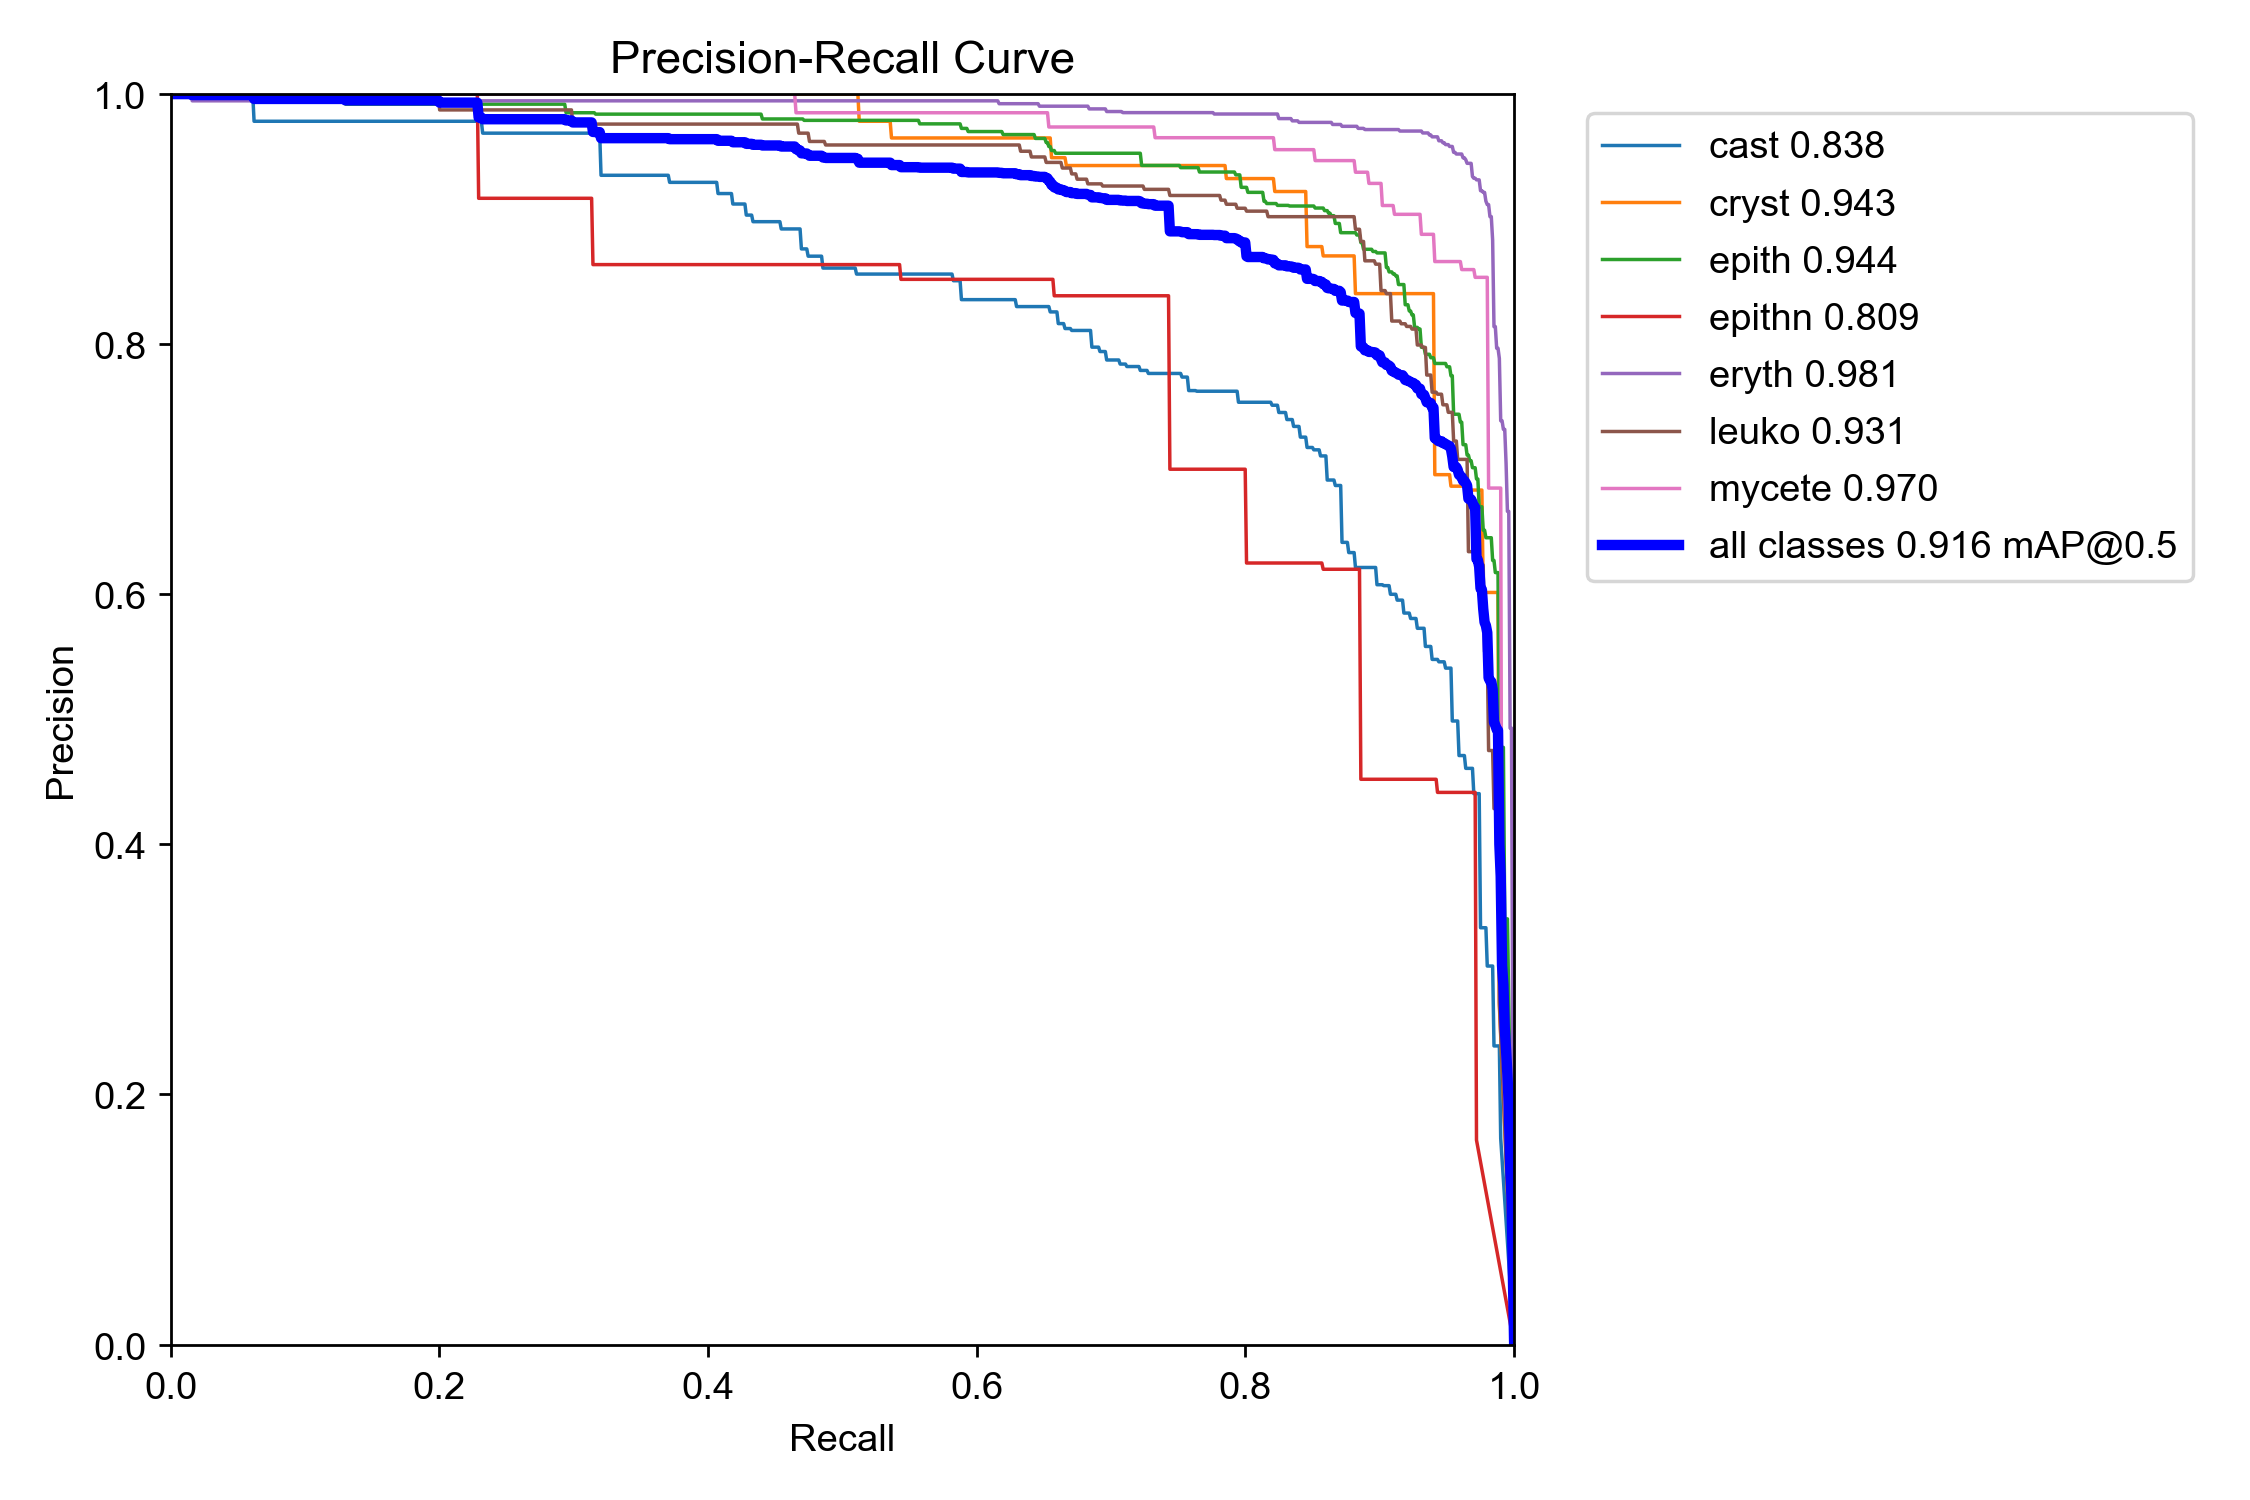 Precision-Recall Curve
1.0
0.8
0.6
0.4
0.2
0.0
Precision
0.0 0.2 0.4 0.6 0.8 1.0
Recall
cast 0.838
cryst 0.943
epith 0.944
epithn 0.809
eryth 0.981
leuko 0.931
mycete 0.970
all classes 0.916 mAP@0.5